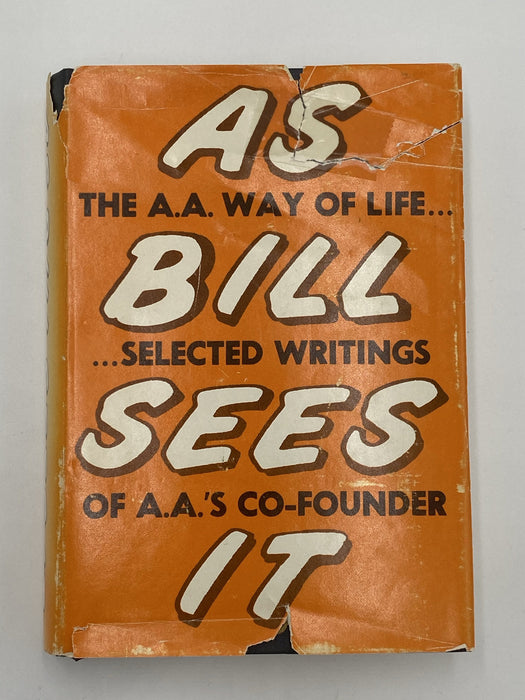 AS
THE A.A. WAY OF LIFE...
BILL
...SELECTED WRITINGS
SEES
OF A.A.'S CO-FOUNDER
IT